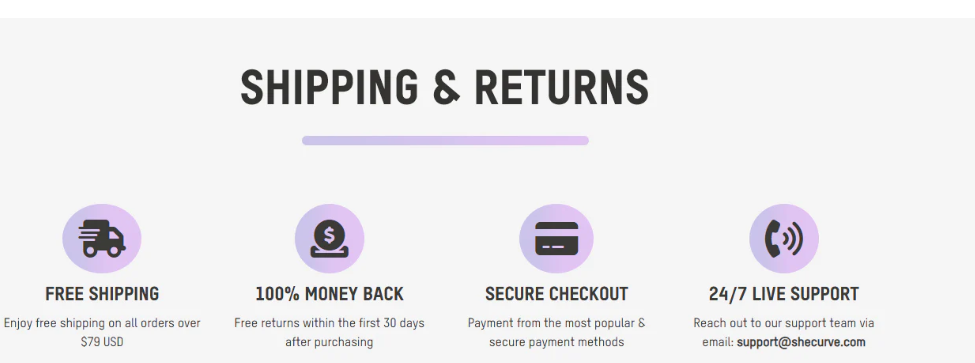 SHIPPING & RETURNS
FREE SHIPPING
Enjoy free shipping on all orders over
$79 USD
100% MONEY BACK
Free returns within the first 30 days
after purchasing
SECURE CHECKOUT
Payment from the most popular &
secure payment methods
24/7 LIVE SUPPORT
Reach out to our support team via
email: support@shecurve.com